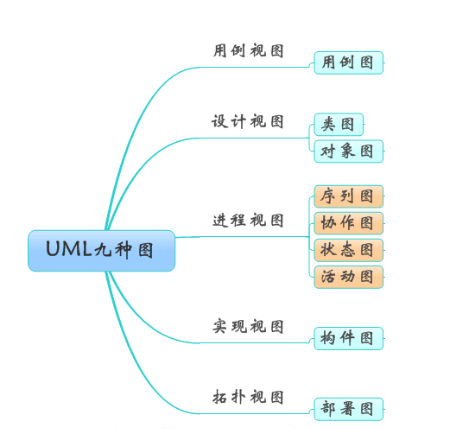 UML九种图
用例视图
用例图
设计视图
类图
对象图
进程视图
序列图
协作图
状态图
活动图
实现视图
构件图
拓扑视图
部署图